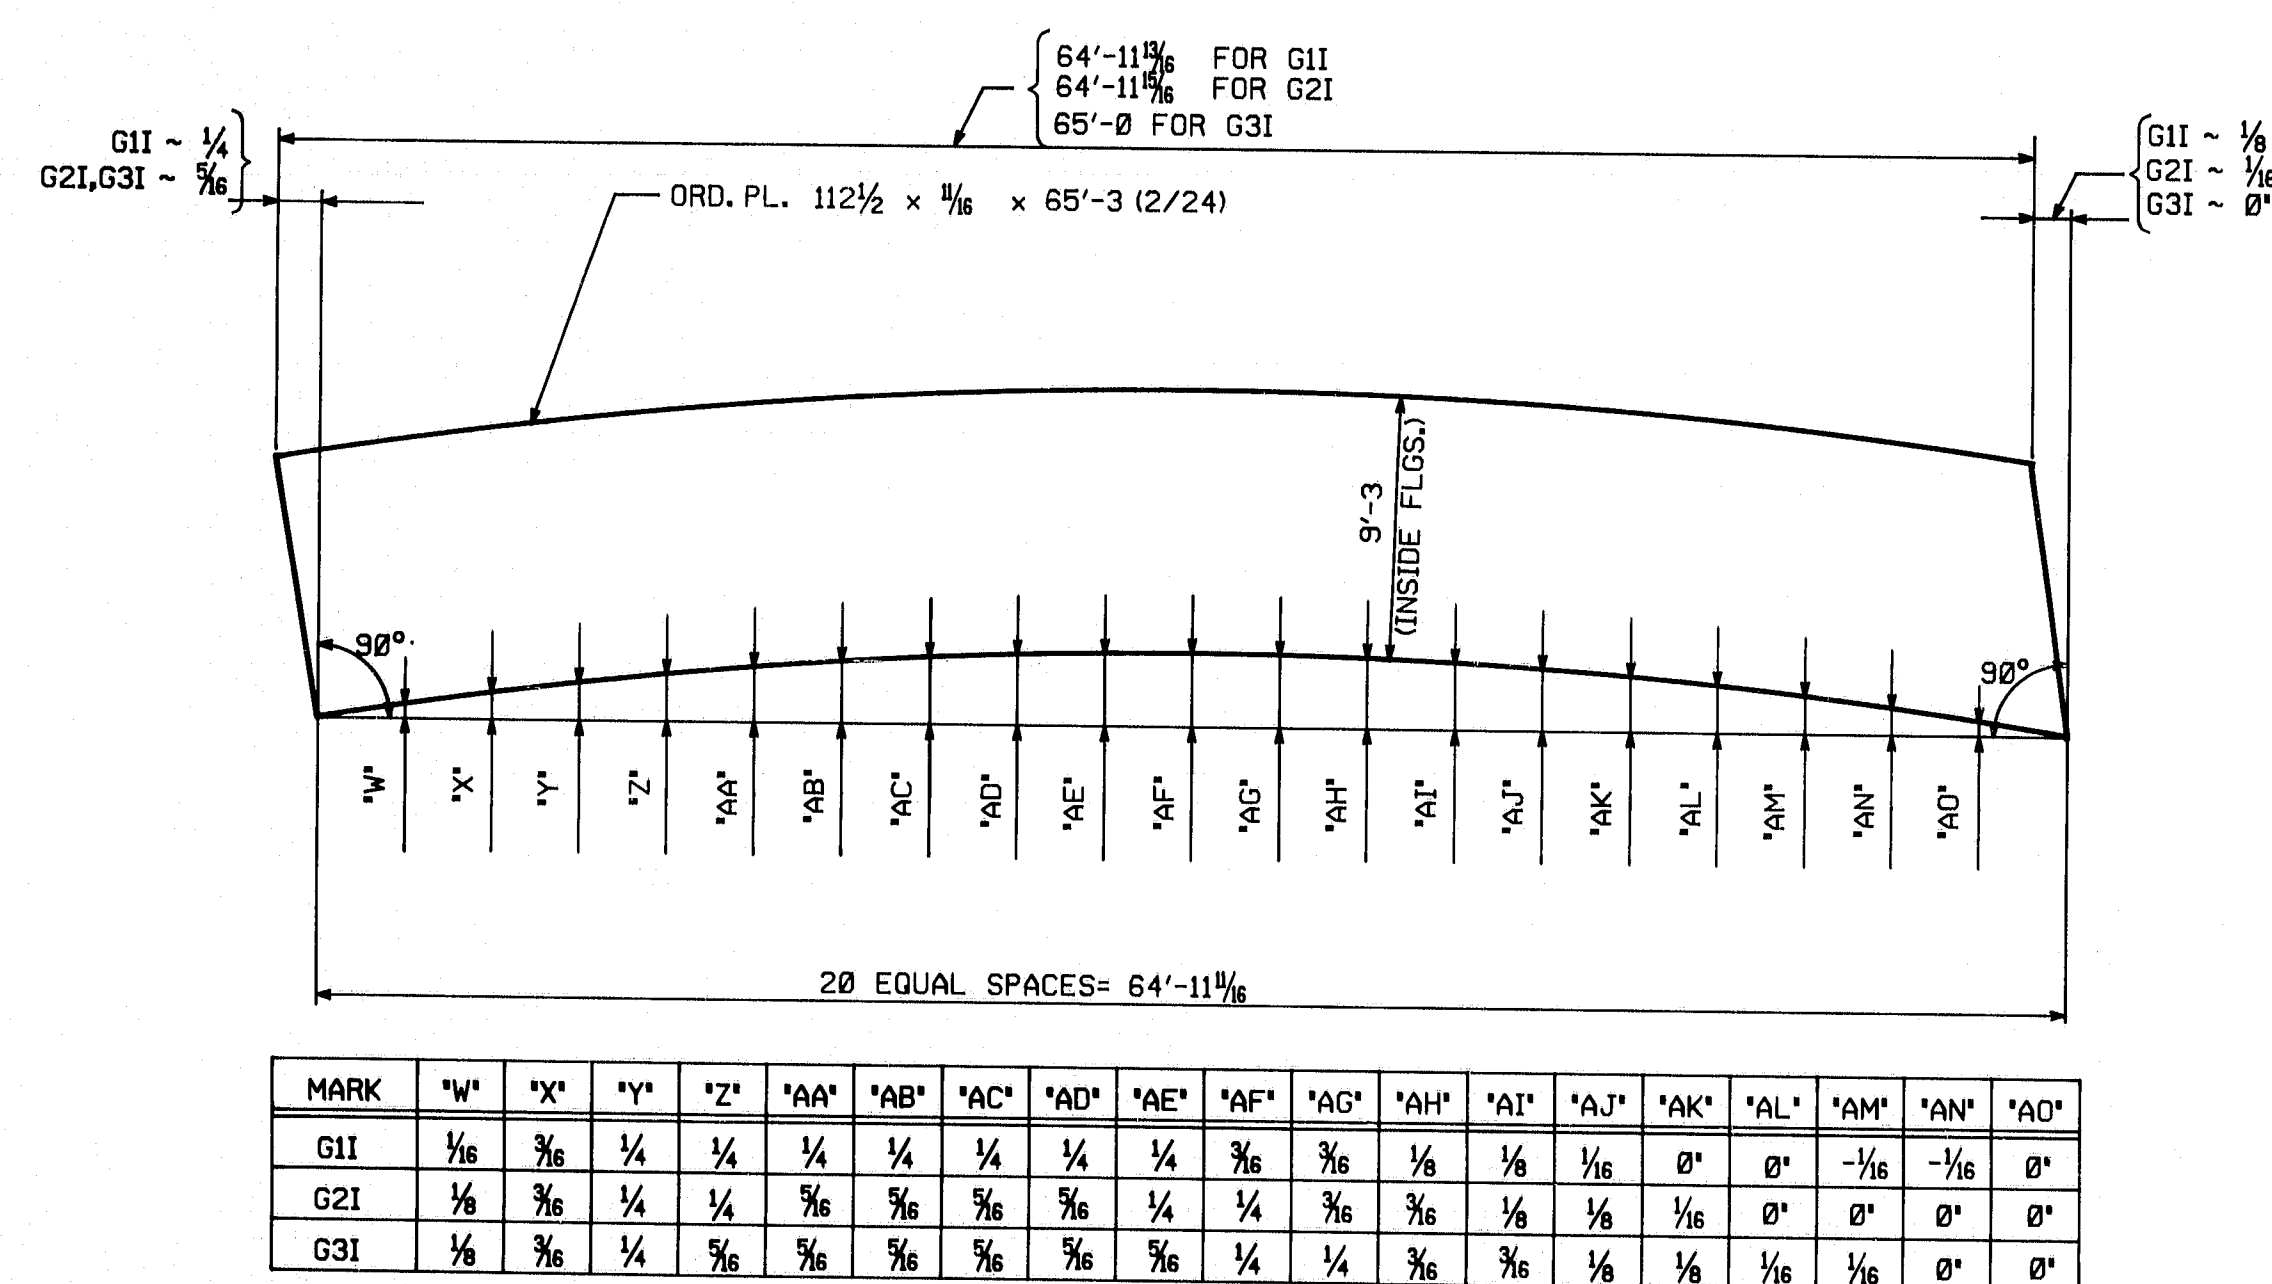 64'-11 13/16 FOR G1I
64'-11 15/16 FOR G2I
65'-Ø FOR G3I
G1I ~ 1/4
G2I,G3I ~ 5/16
G1I ~ 1/8
G2I ~ 1/16
G3I ~ Ø"
ORD. PL. 112 1/2 × 11/16 × 65'-3 (2/24)
9'-3
(INSIDE FLGS.)
90°
90°
"W" "X" "Y" "Z" "AA" "AB" "AC" "AD" "AE" "AF" "AG" "AH" "AI" "AJ" "AK" "AL" "AM" "AN" "AO"
20 EQUAL SPACES= 64'-11 11/16
MARK "W" "X" "Y" "Z" "AA" "AB" "AC" "AD" "AE" "AF" "AG" "AH" "AI" "AJ" "AK" "AL" "AM" "AN" "AO"
G1I 1/16 3/16 1/4 1/4 1/4 1/4 1/4 1/4 1/4 3/16 3/16 1/8 1/8 1/16 Ø" Ø" -1/16 -1/16 Ø"
G2I 1/8 3/16 1/4 1/4 5/16 5/16 5/16 5/16 1/4 1/4 3/16 3/16 1/8 1/8 1/16 Ø" Ø" Ø" Ø"
G3I 1/8 3/16 1/4 5/16 5/16 5/16 5/16 5/16 5/16 1/4 1/4 3/16 3/16 1/8 1/8 1/16 1/16 Ø" Ø"